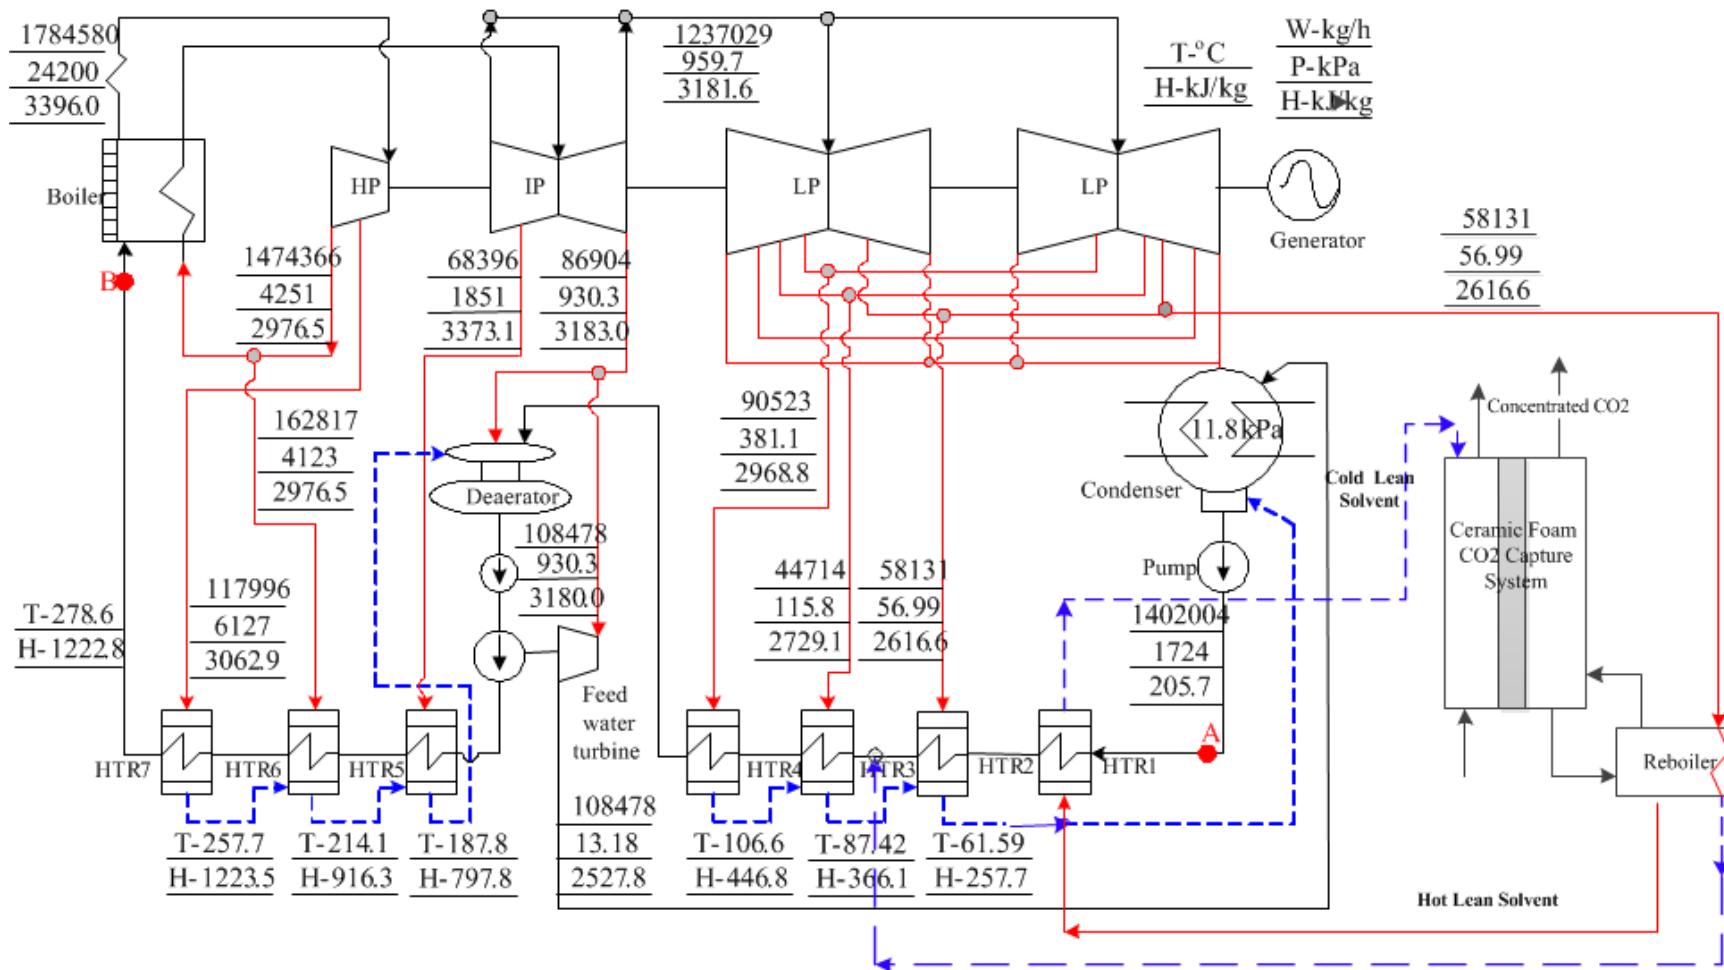 1784580
24200
3396.0
1237029
959.7
3181.6
T-°C
H-kJ/kg
W-kg/h
P-kPa
H-kJ/kg
Boiler
HP
IP
LP
LP
Generator
58131
56.99
2616.6
B
1474366
4251
2976.5
68396
1851
3373.1
86904
930.3
3183.0
162817
4123
2976.5
90523
381.1
2968.8
11.8kPa
Condenser
Concentrated CO2
Cold Lean
Solvent
Deaerator
Ceramic Foam
CO2 Capture
System
108478
930.3
3180.0
44714
115.8
2729.1
58131
56.99
2616.6
Pump
1402004
1724
205.7
117996
6127
3062.9
T-278.6
H-1222.8
Feed
water
turbine
A
HTR7
HTR6
HTR5
HTR4
HTR3
HTR2
HTR1
Reboiler
T-257.7
H-1223.5
T-214.1
H-916.3
T-187.8
H-797.8
108478
13.18
2527.8
T-106.6
H-446.8
T-87.42
H-366.1
T-61.59
H-257.7
Hot Lean Solvent